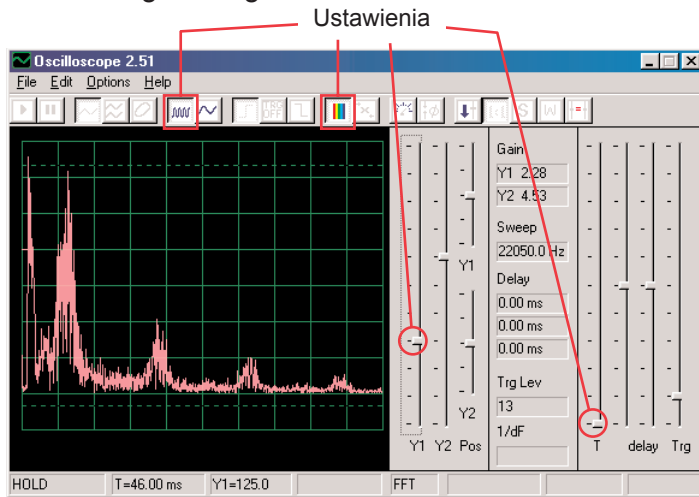 Ustawienia
Oscilloscope 2.51
File Edit Options Help
TRG
OFF
S W
Gain
Y1 2.28
Y2 4.53
Sweep
22050.0 Hz
Y1
Delay
0.00 ms
0.00 ms
0.00 ms
Trg Lev
13
1/dF
Y2
Y1 Y2 Pos
T delay Trg
HOLD T=46.00 ms Y1=125.0 FFT